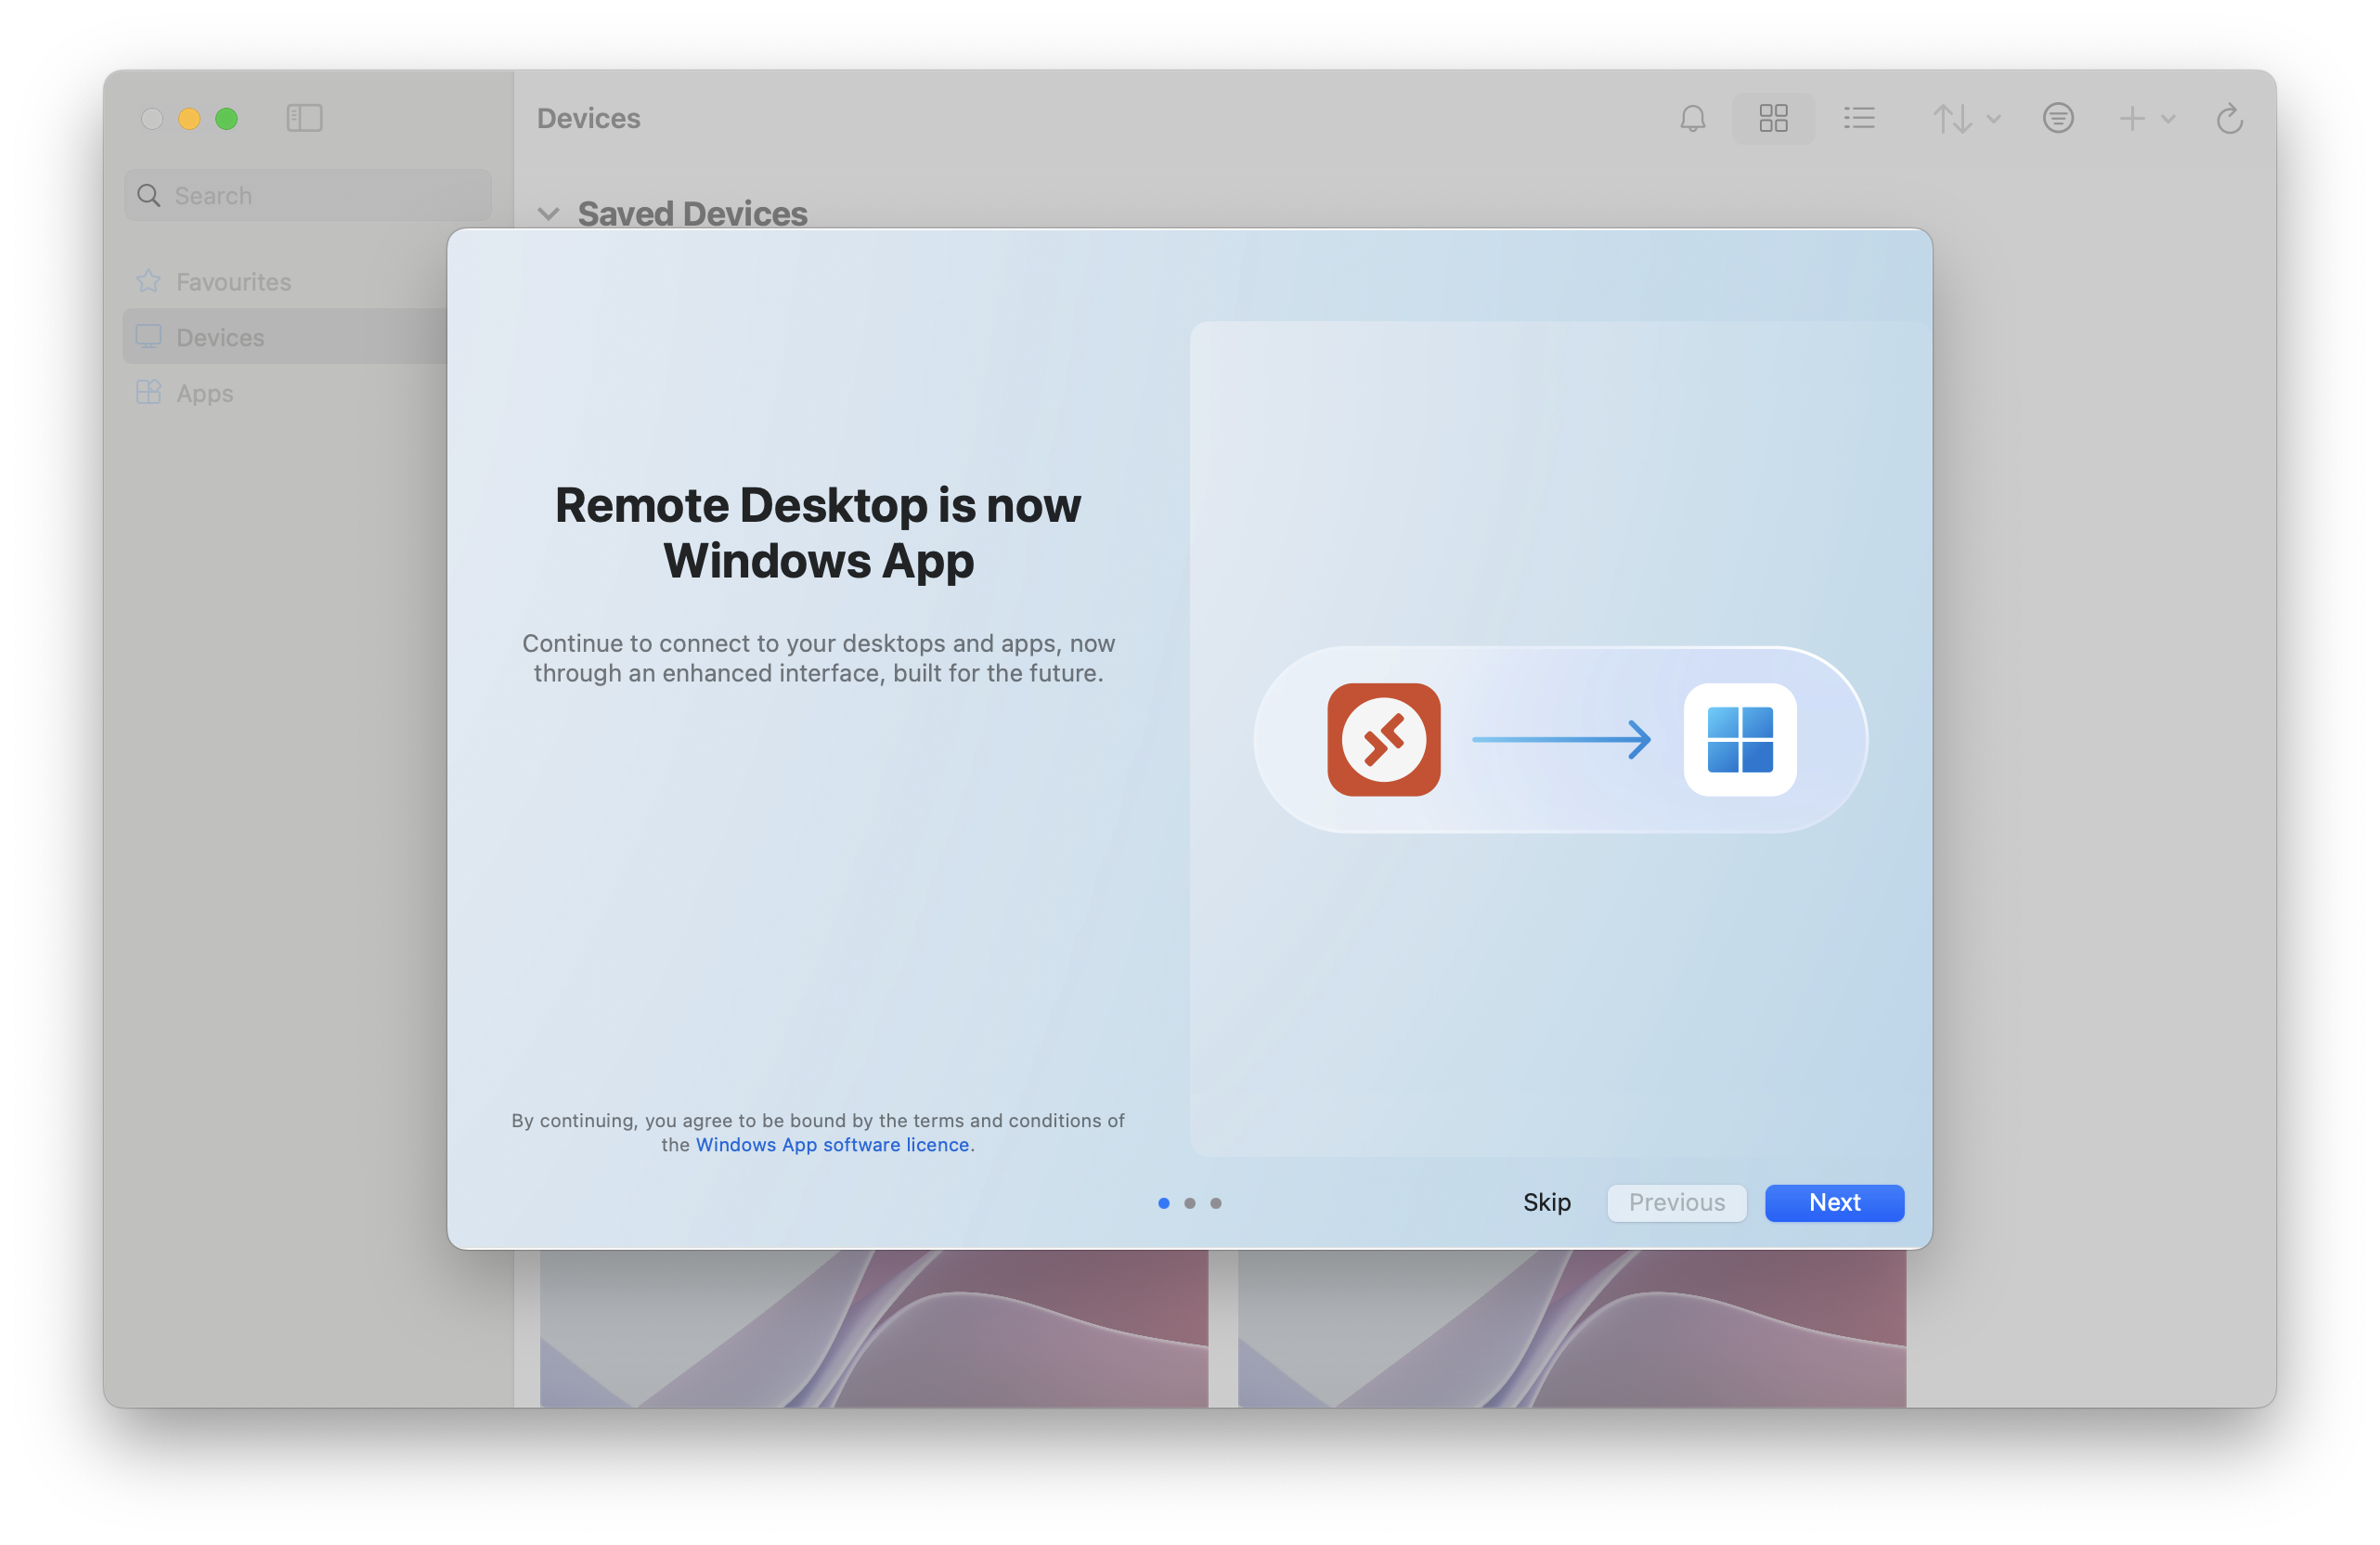 Devices
Search
Saved Devices
Favourites
Devices
Apps
Remote Desktop is now
Windows App
Continue to connect to your desktops and apps, now
through an enhanced interface, built for the future.
By continuing, you agree to be bound by the terms and conditions of
the Windows App software licence.
Skip
Previous
Next